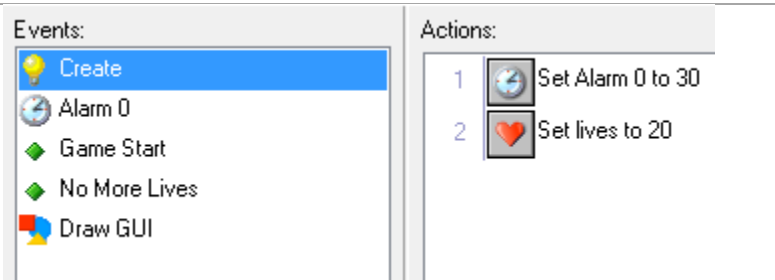 Events:
Create
Alarm 0
Game Start
No More Lives
Draw GUI
Actions:
1 Set Alarm 0 to 30
2 Set lives to 20